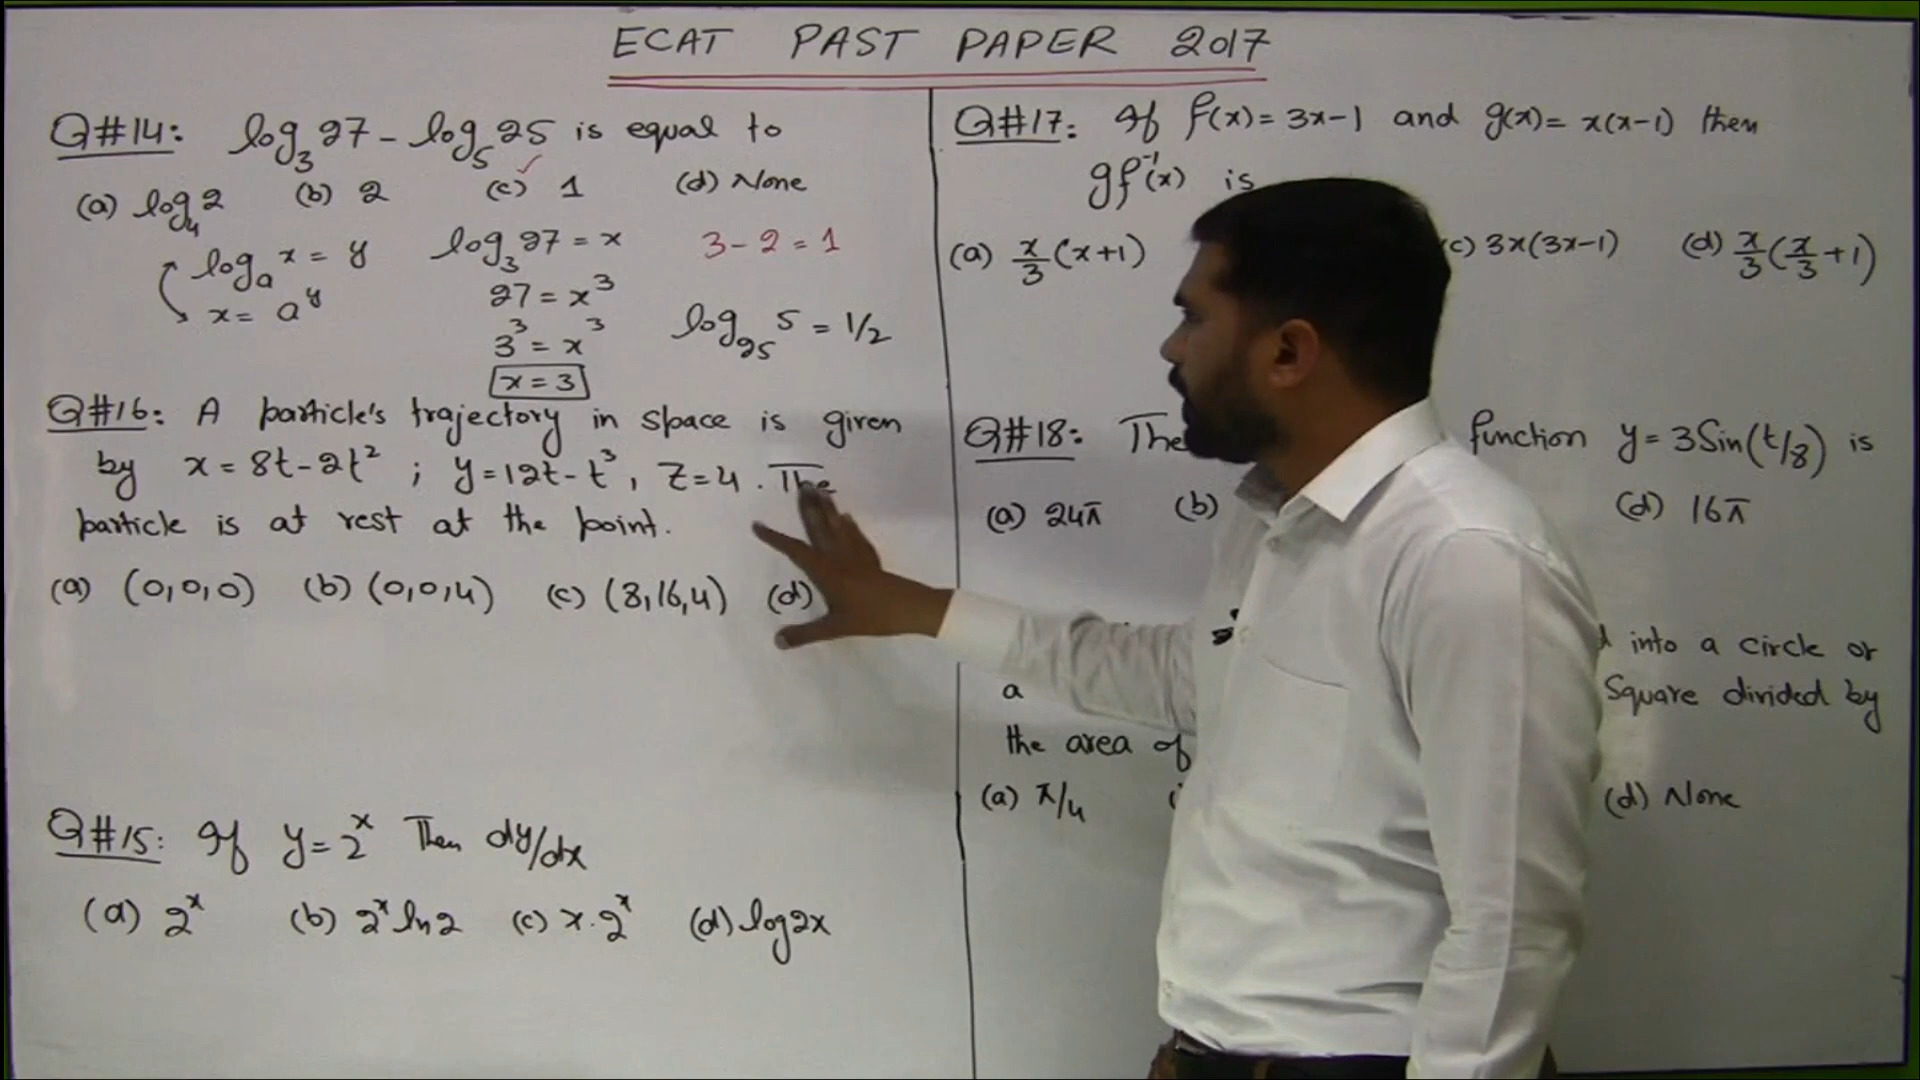 ECAT PAST PAPER 2017
Q#14: log₃27 - log₅25 is equal to
(a) log₄2 (b) 2 (c) ✓ 1 (d) None
logₐx = y
x = a^y
log₃27 = x
27 = x³
3³ = x³
x = 3
3 - 2 = 1
log₂₅5 = 1/2
Q#16: A particle's trajectory in space is given
by x = 8t - 2t² ; y = 12t - t³, z = 4. The
particle is at rest at the point.
(a) (0,0,0) (b) (0,0,4) (c) (8,16,4) (d)
Q#15: If y = 2^x Then dy/dx
(a) 2^x (b) 2^x ln2 (c) x.2^x (d) log2x
Q#17: If f(x) = 3x-1 and g(x) = x(x-1) then
gf⁻¹(x) is
(a) x/3 (x+1) (c) 3x(3x-1) (d) x/3 (x/3 + 1)
Q#18: The function y = 3Sin(t/8) is
(a) 24π (b) (d) 16π
into a circle or
a Square divided by
the area of
(a) π/4 (d) None